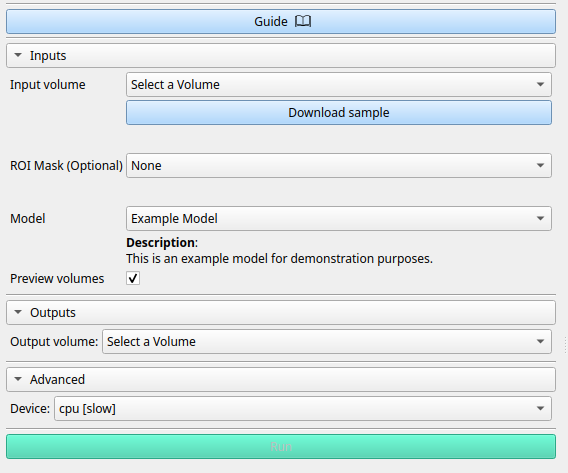 Guide
Inputs
Input volume Select a Volume
Download sample
ROI Mask (Optional) None
Model Example Model
Description:
This is an example model for demonstration purposes.
Preview volumes
Outputs
Output volume: Select a Volume
Advanced
Device: cpu [slow]
Run